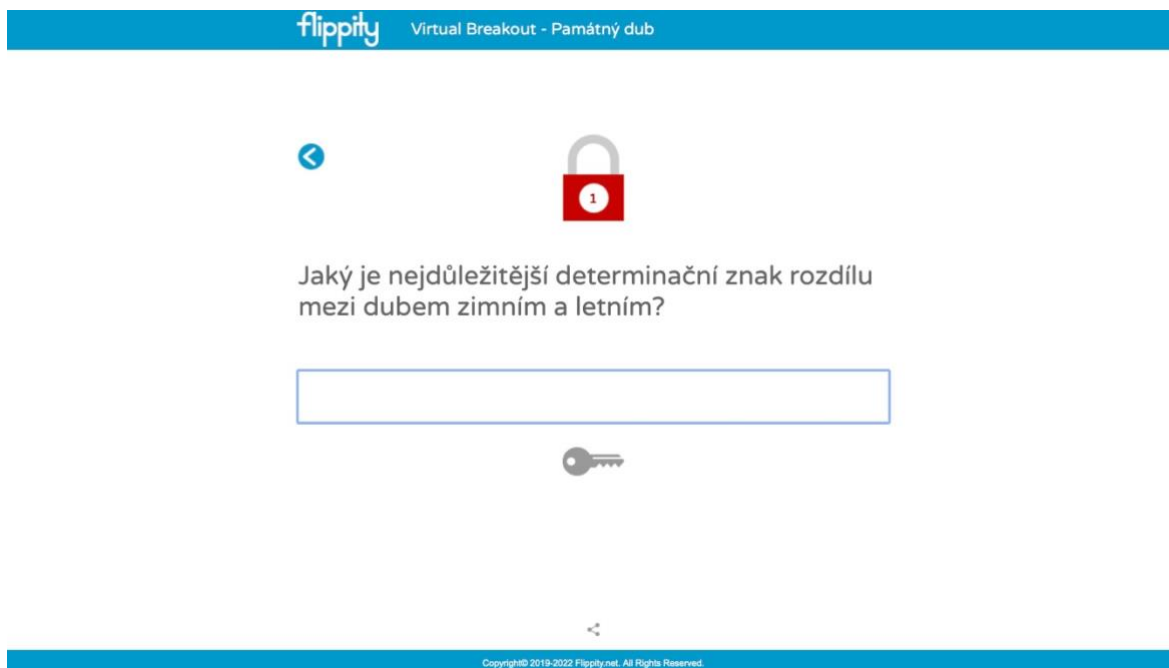 flippity Virtual Breakout - Památný dub
1
Jaký je nejdůležitější determinační znak rozdílu
mezi dubem zimním a letním?
Copyright© 2019-2022 Flippity.net. All Rights Reserved.